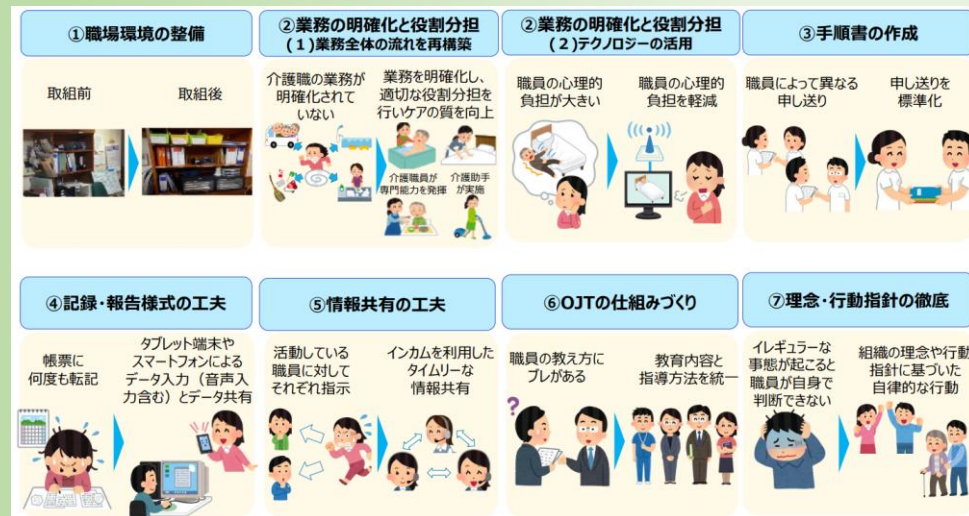 ①職場環境の整備
取組前
取組後
②業務の明確化と役割分担
(1)業務全体の流れを再構築
介護職の業務が
明確化されて
いない
業務を明確化し、
適切な役割分担を
行いケアの質を向上
介護職員が
専門能力を発揮
介護助手
が実施
②業務の明確化と役割分担
(2)テクノロジーの活用
職員の心理的
負担が大きい
職員の心理的
負担を軽減
③手順書の作成
職員によって異なる
申し送り
申し送りを
標準化
④記録・報告様式の工夫
帳票に
何度も転記
タブレット端末や
スマートフォンによる
データ入力（音声入
力含む）とデータ共有
⑤情報共有の工夫
活動している
職員に対して
それぞれ指示
インカムを利用した
タイムリーな
情報共有
⑥OJTの仕組みづくり
職員の教え方に
ブレがある
?
教育内容と
指導方法を統一
⑦理念・行動指針の徹底
イレギュラーな
事態が起こると
職員が自身で
判断できない
組織の理念や行動
指針に基づいた
自律的な行動